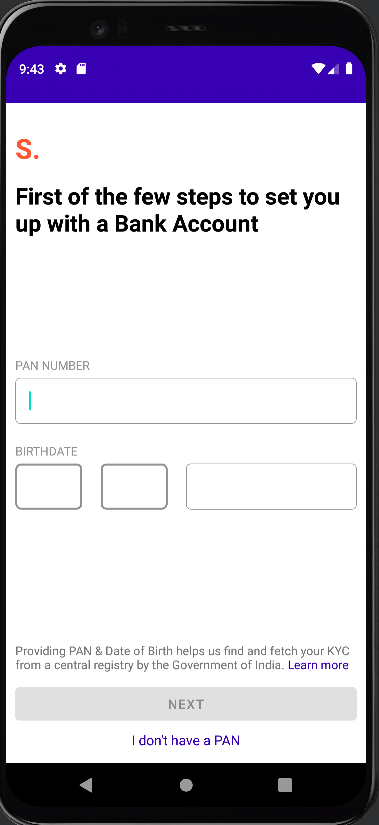 9:43
S.
First of the few steps to set you
up with a Bank Account
PAN NUMBER
BIRTHDATE
Providing PAN & Date of Birth helps us find and fetch your KYC
from a central registry by the Government of India. Learn more
NEXT
I don't have a PAN